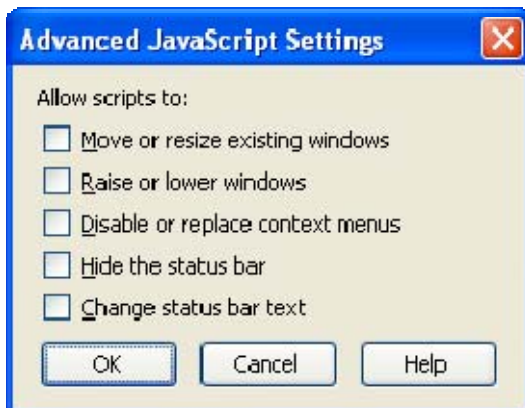 Advanced JavaScript Settings
Allow scripts to:
Move or resize existing windows
Raise or lower windows
Disable or replace context menus
Hide the status bar
Change status bar text
OK Cancel Help